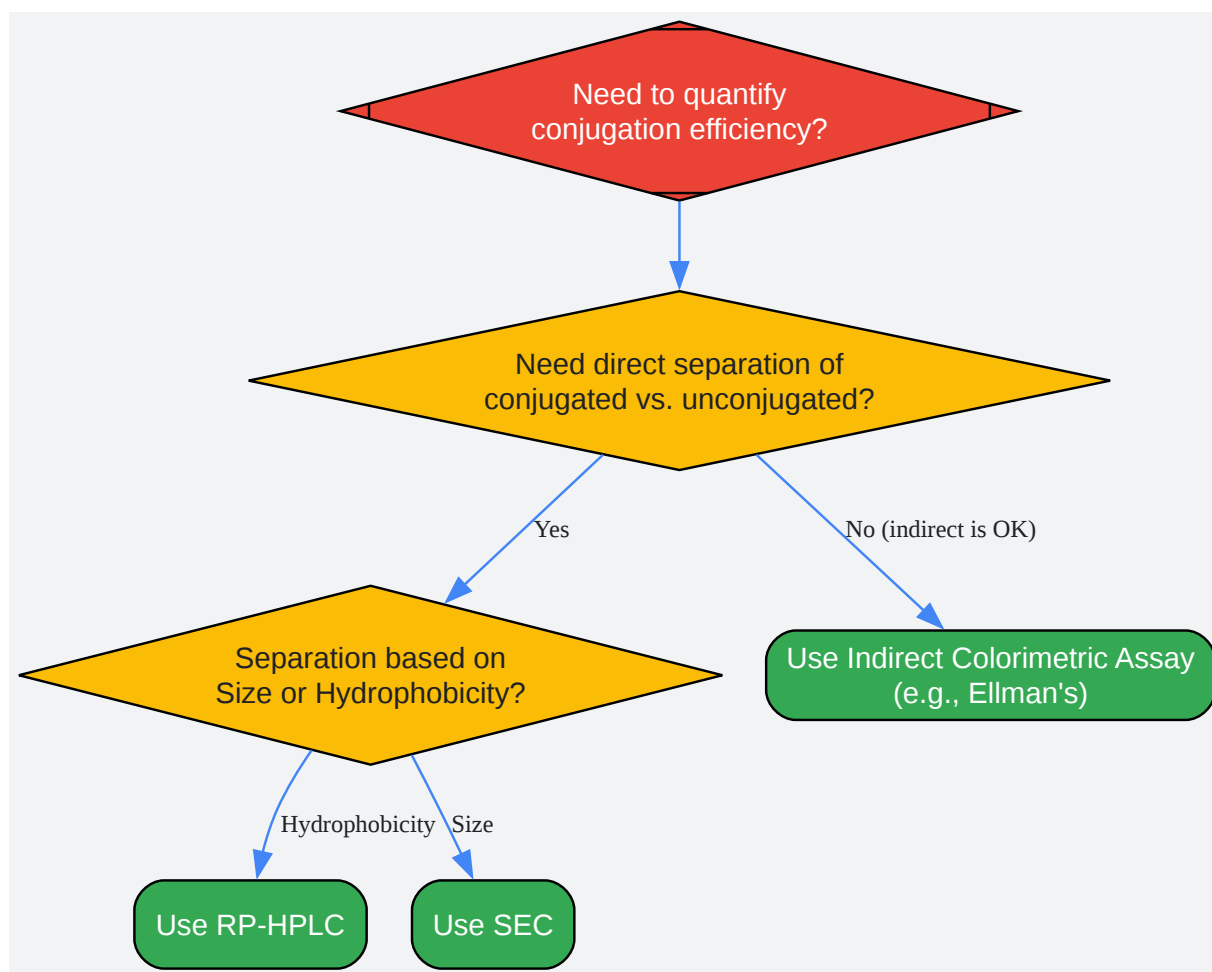 Need to quantify
conjugation efficiency?
Need direct separation of
conjugated vs. unconjugated?
Yes
No (indirect is OK)
Separation based on
Size or Hydrophobicity?
Use Indirect Colorimetric Assay
(e.g., Ellman's)
Hydrophobicity
Size
Use RP-HPLC
Use SEC